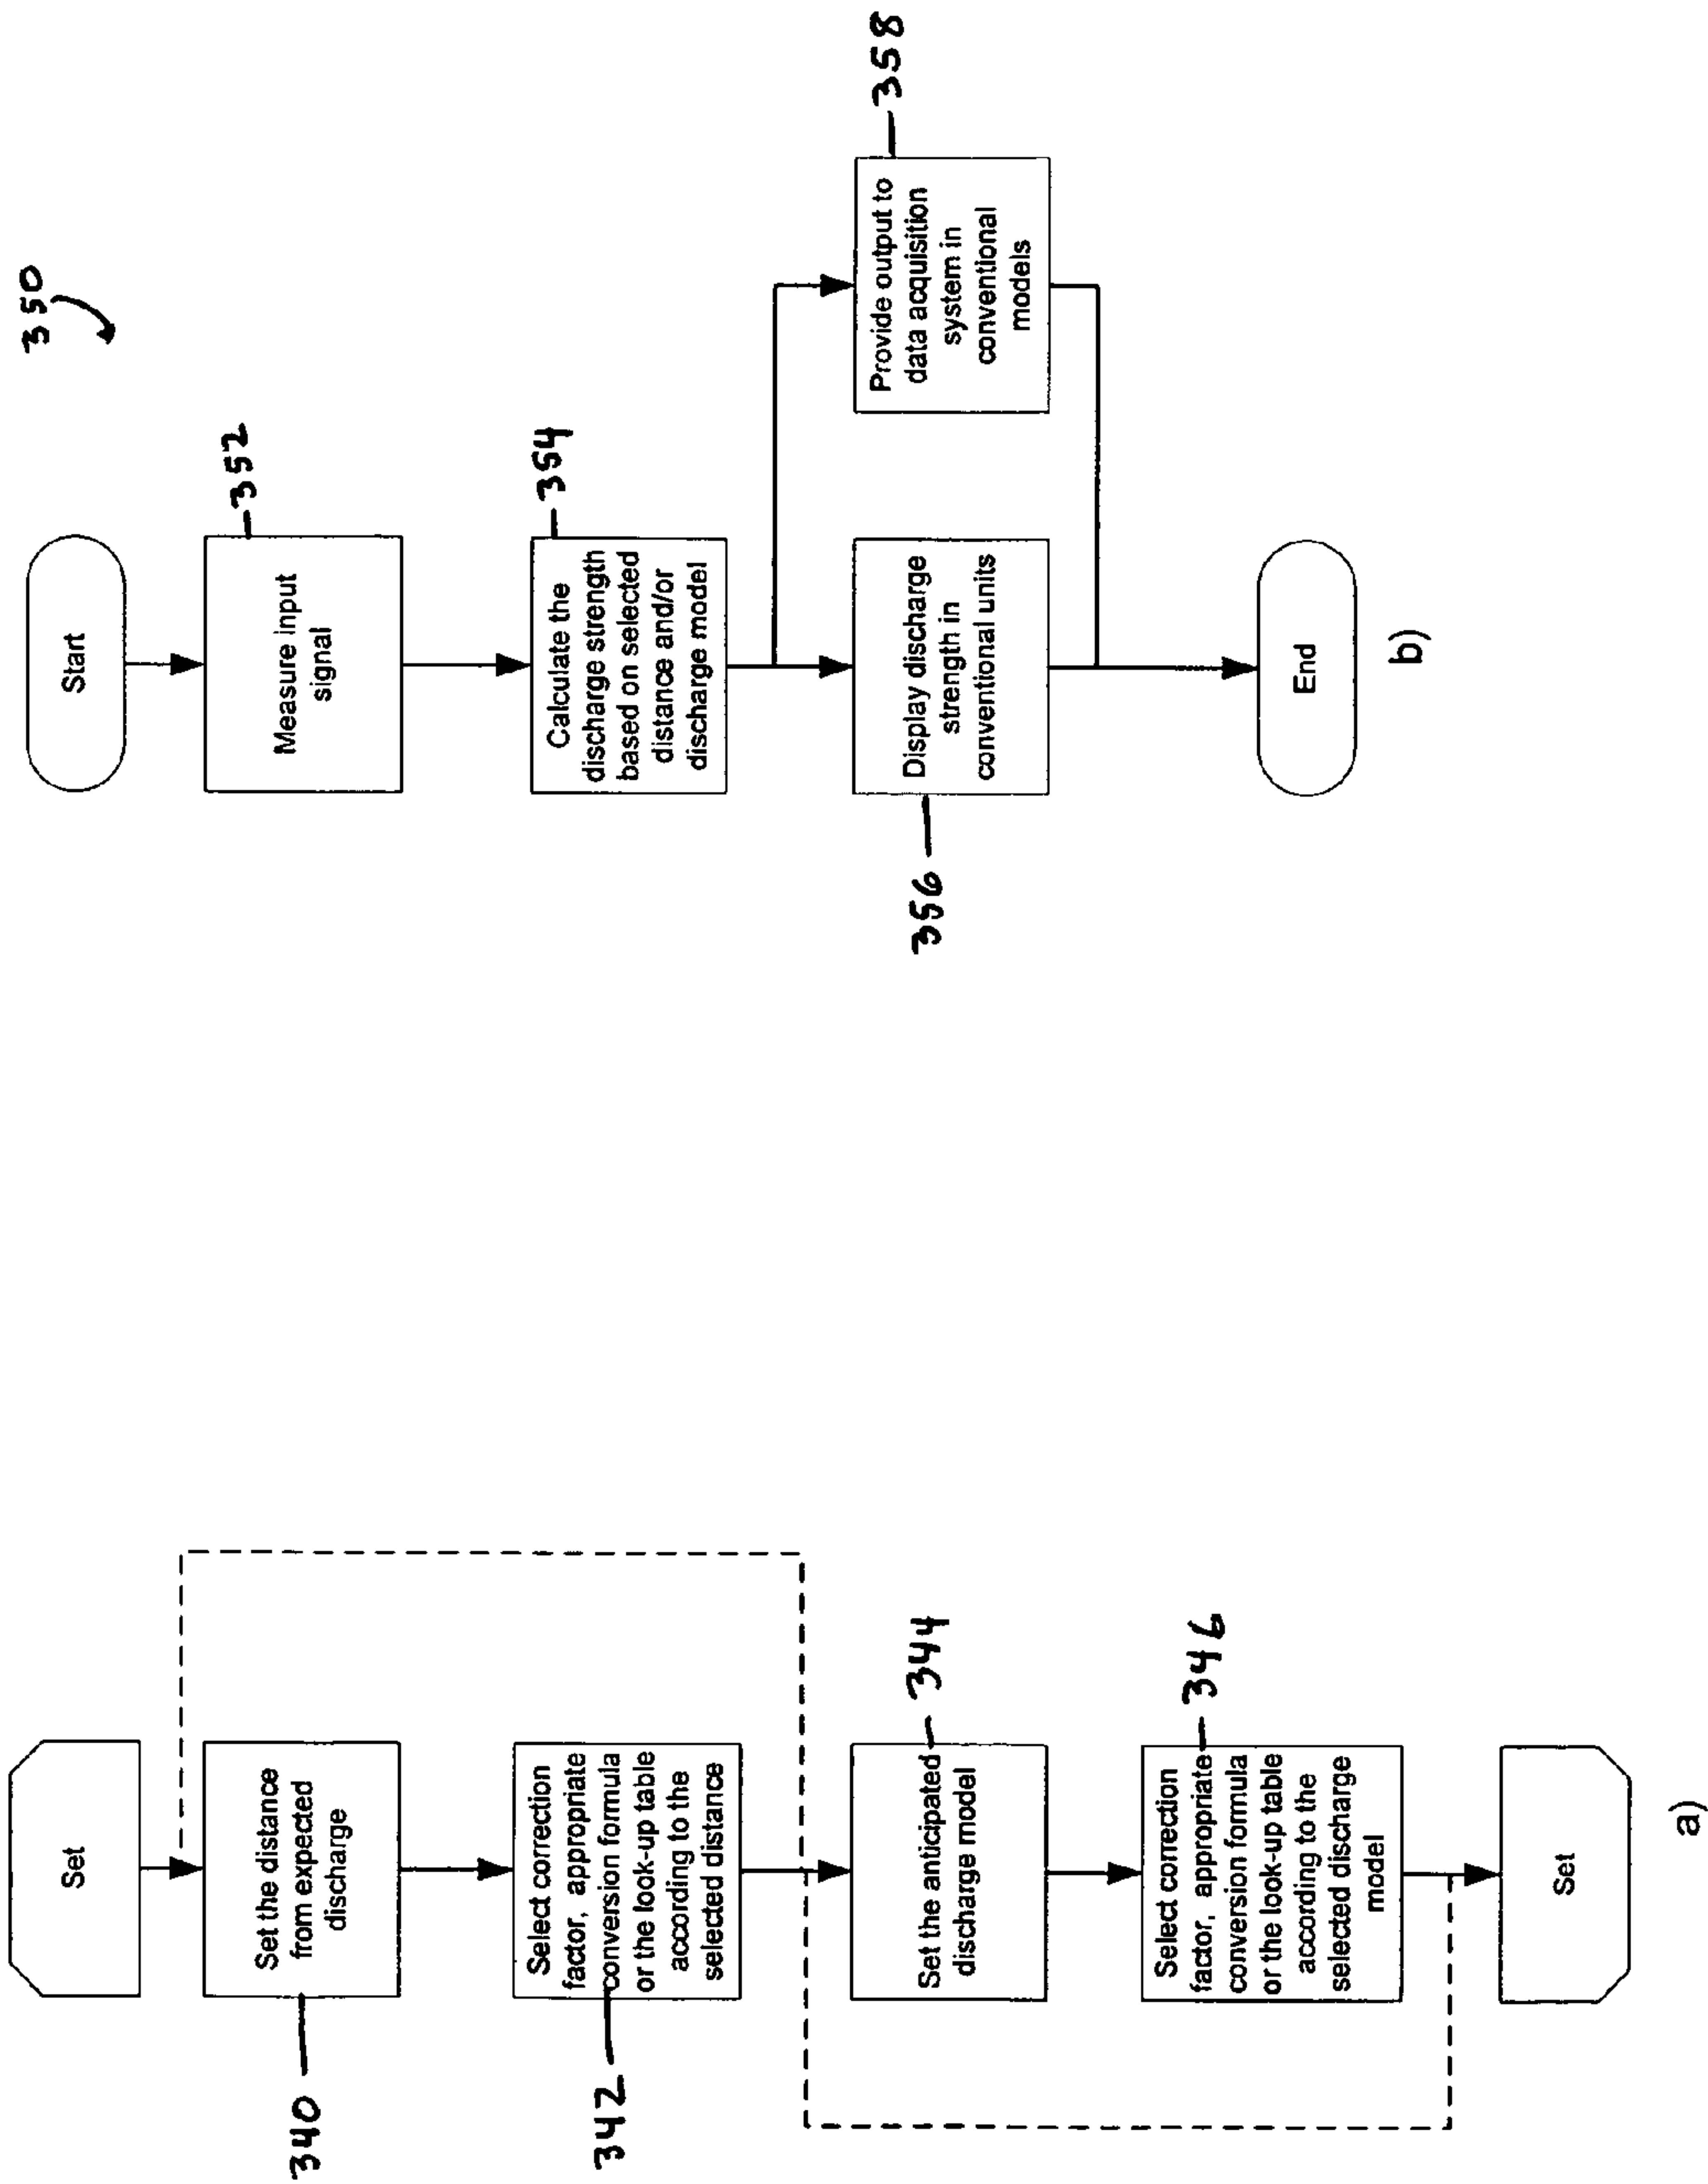 Set
340
Set the distance
from expected
discharge
342
Select correction
factor, appropriate
conversion formula
or the look-up table
according to the
selected distance
344
Set the anticipated
discharge model
346
Select correction
factor, appropriate
conversion formula
or the look-up table
according to the
selected discharge
model
Set
a)
350
Start
352
Measure input
signal
354
Calculate the
discharge strength
based on selected
distance and/or
discharge model
356
Display discharge
strength in
conventional units
358
Provide output to
data acquisition
system in
conventional
models
End
b)